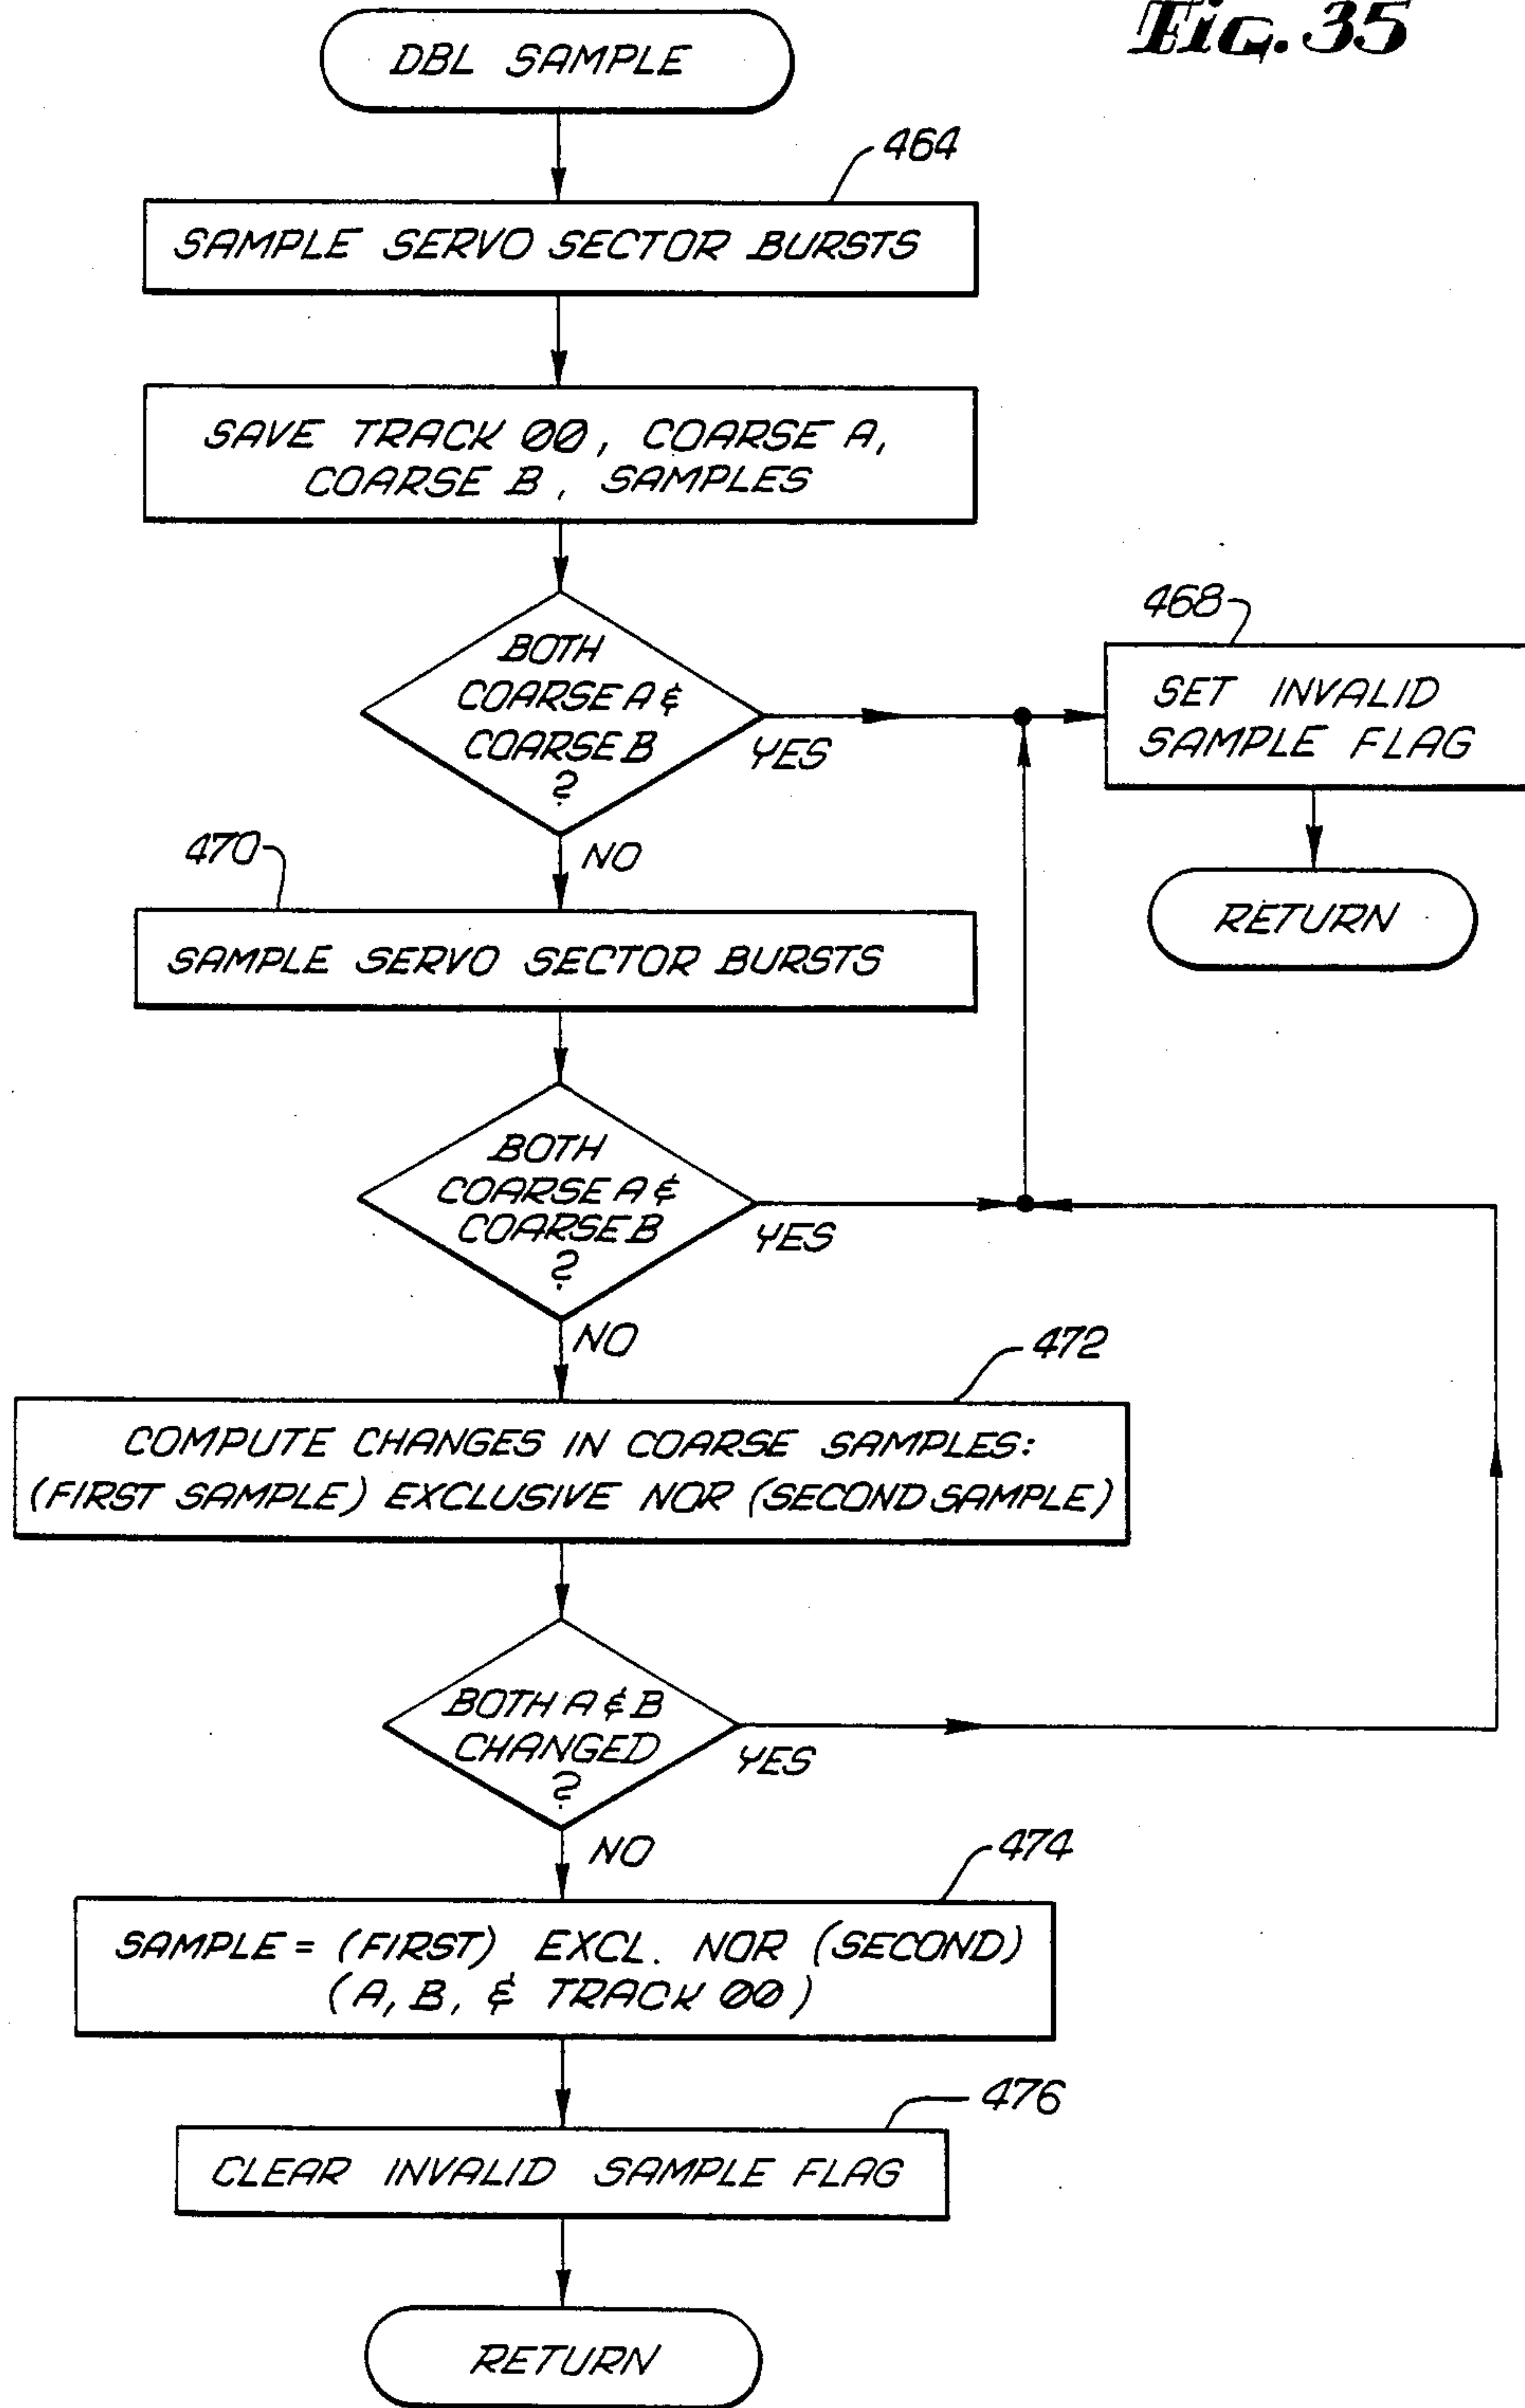 Fig. 35
DBL SAMPLE
464
SAMPLE SERVO SECTOR BURSTS
SAVE TRACK 00, COARSE A,
COARSE B, SAMPLES
BOTH
COARSE A &
COARSE B
?
YES
468
SET INVALID
SAMPLE FLAG
RETURN
NO
470
SAMPLE SERVO SECTOR BURSTS
BOTH
COARSE A &
COARSE B
?
YES
NO
472
COMPUTE CHANGES IN COARSE SAMPLES:
(FIRST SAMPLE) EXCLUSIVE NOR (SECOND SAMPLE)
BOTH A & B
CHANGED
?
YES
NO
474
SAMPLE = (FIRST) EXCL. NOR (SECOND)
(A, B, & TRACK 00)
476
CLEAR INVALID SAMPLE FLAG
RETURN